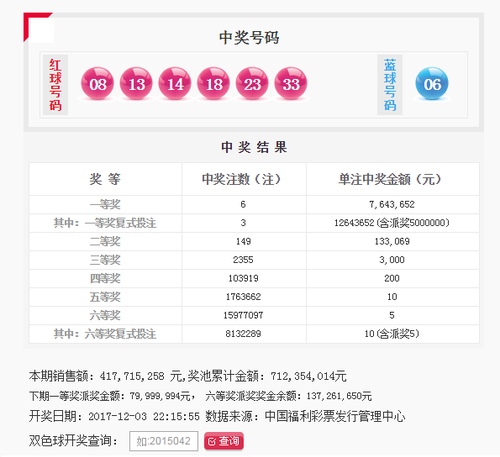 中奖号码
红球号码 08 13 14 18 23 33 蓝球号码 06
中奖结果
奖等 中奖注数（注） 单注中奖金额（元）
一等奖 6 7,643,652
其中：一等奖复式投注 3 12643652(含派奖5000000)
二等奖 149 133,069
三等奖 2355 3,000
四等奖 103919 200
五等奖 1763662 10
六等奖 15977097 5
其中：六等奖复式投注 8132289 10(含派奖5)
本期销售额：417,715,258 元,奖池累计金额：712,354,014元
下期一等奖派奖金额：79,999,994元， 六等奖派奖奖金余额：137,261,650元
开奖日期：2017-12-03 22:15:55 数据来源：中国福利彩票发行管理中心
双色球开奖查询： 如:2015042 查询